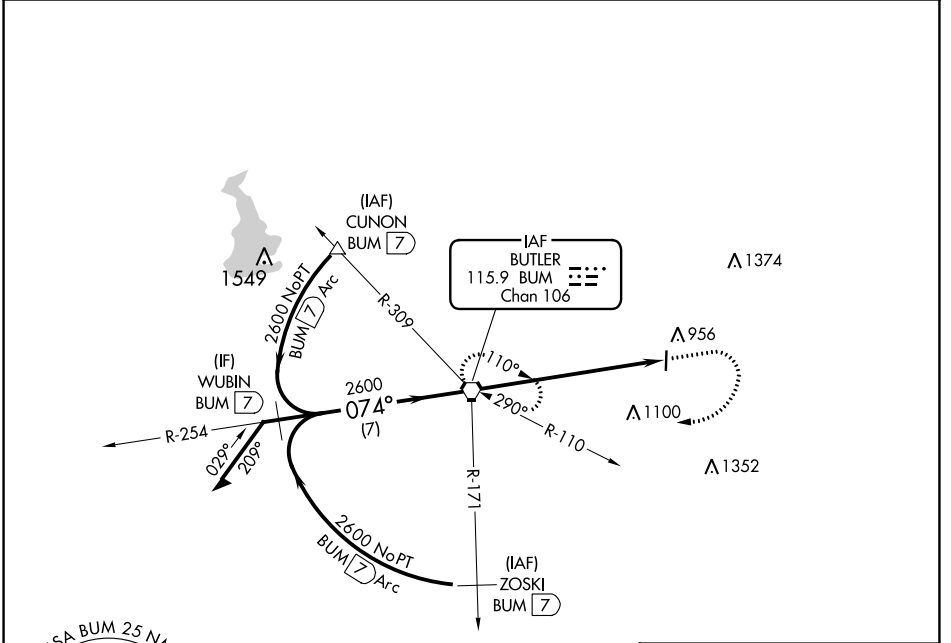 (IAF)
CUNON
BUM 7
1549
2600 NoPT
BUM 7 Arc
R-309
IAF
BUTLER
115.9 BUM
Chan 106
1374
956
(IF)
WUBIN
BUM 7
2600
074°
(7)
110°
290°
1100
R-254
029°
209°
R-110
1352
R-171
2600 NoPT
BUM 7 Arc
(IAF)
ZOSKI
BUM 7
BUM 25